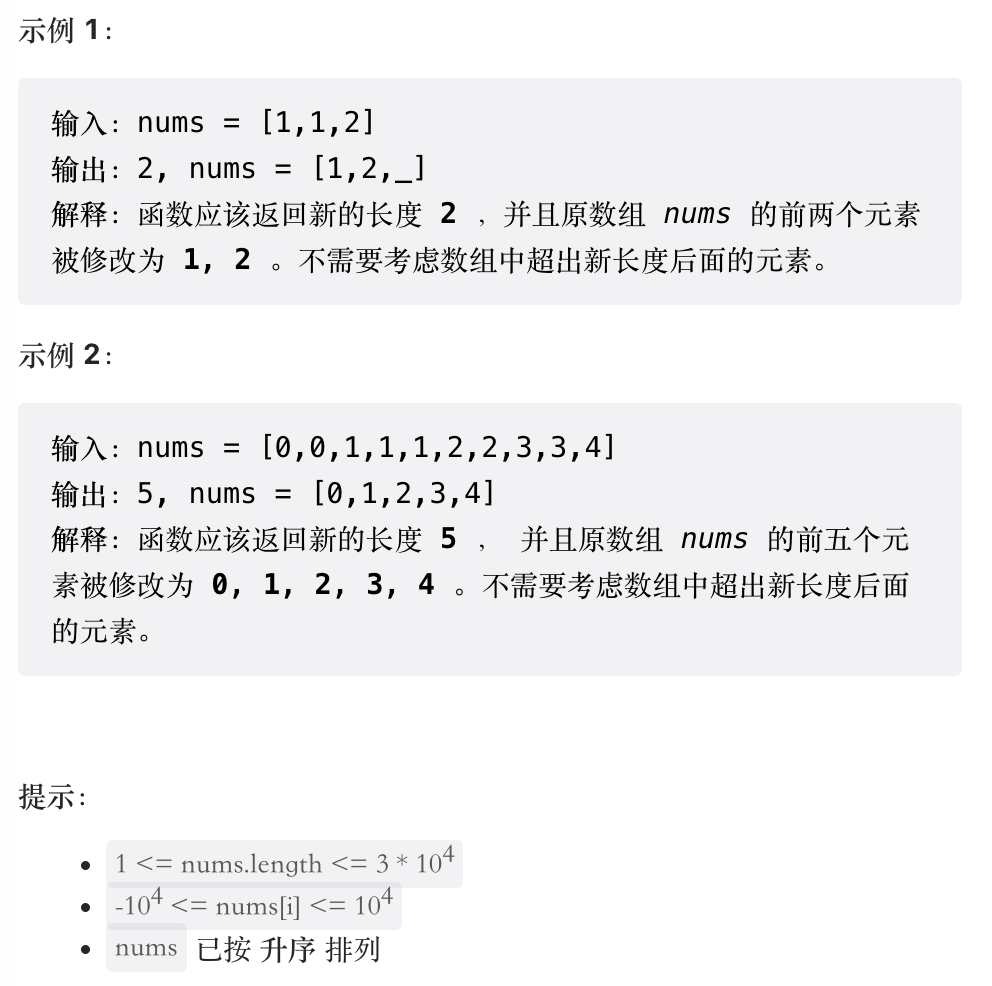 示例 1：
输入：nums = [1,1,2]
输出：2, nums = [1,2,_]
解释：函数应该返回新的长度 2 ，并且原数组 nums 的前两个元素
被修改为 1, 2 。不需要考虑数组中超出新长度后面的元素。
示例 2：
输入：nums = [0,0,1,1,1,2,2,3,3,4]
输出：5, nums = [0,1,2,3,4]
解释：函数应该返回新的长度 5 ， 并且原数组 nums 的前五个元
素被修改为 0, 1, 2, 3, 4 。不需要考虑数组中超出新长度后面
的元素。
提示：
• 1 <= nums.length <= 3 * 10⁴
• -10⁴ <= nums[i] <= 10⁴
• nums 已按 升序 排列